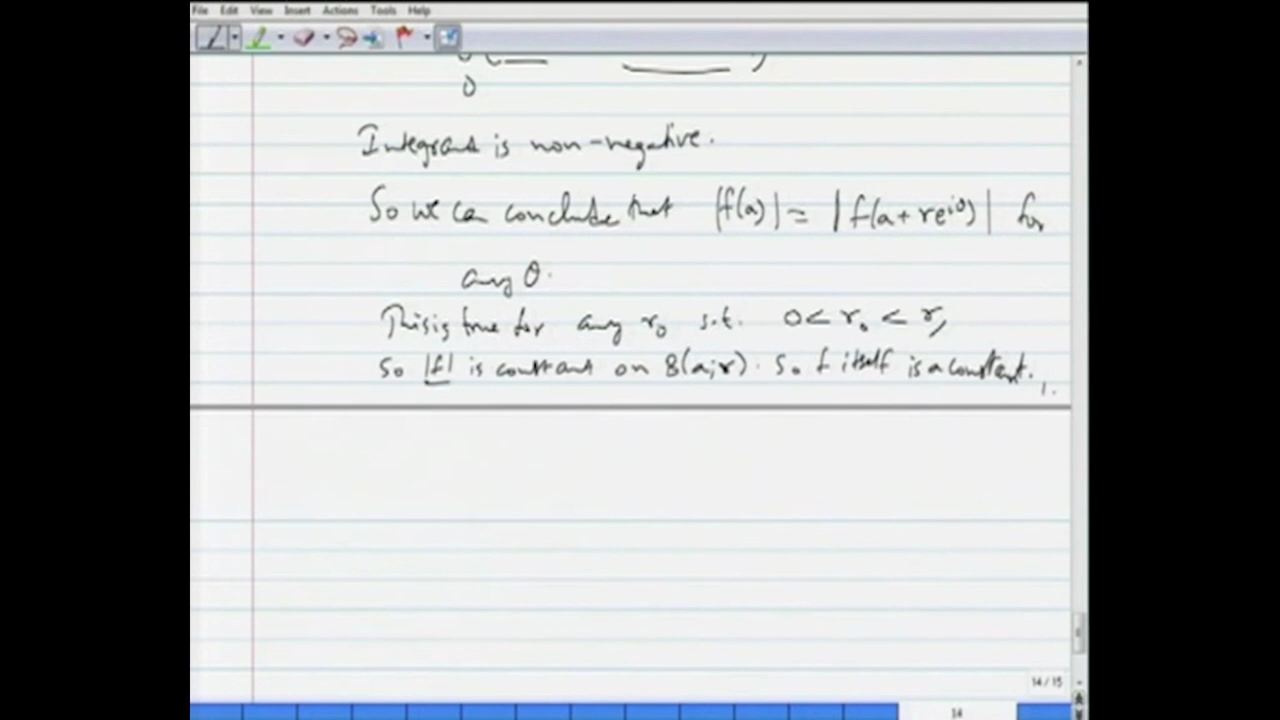 File Edit View Insert Actions Tools Help
0
Integrand is non-negative.
So we can conclude that |f(a)| = |f(a+re^{iθ})| for
any θ.
This is true for any r₀ s.t. 0 < r₀ < r,
So |f| is constant on B(a,r). So f itself is a constant.
14/15
14